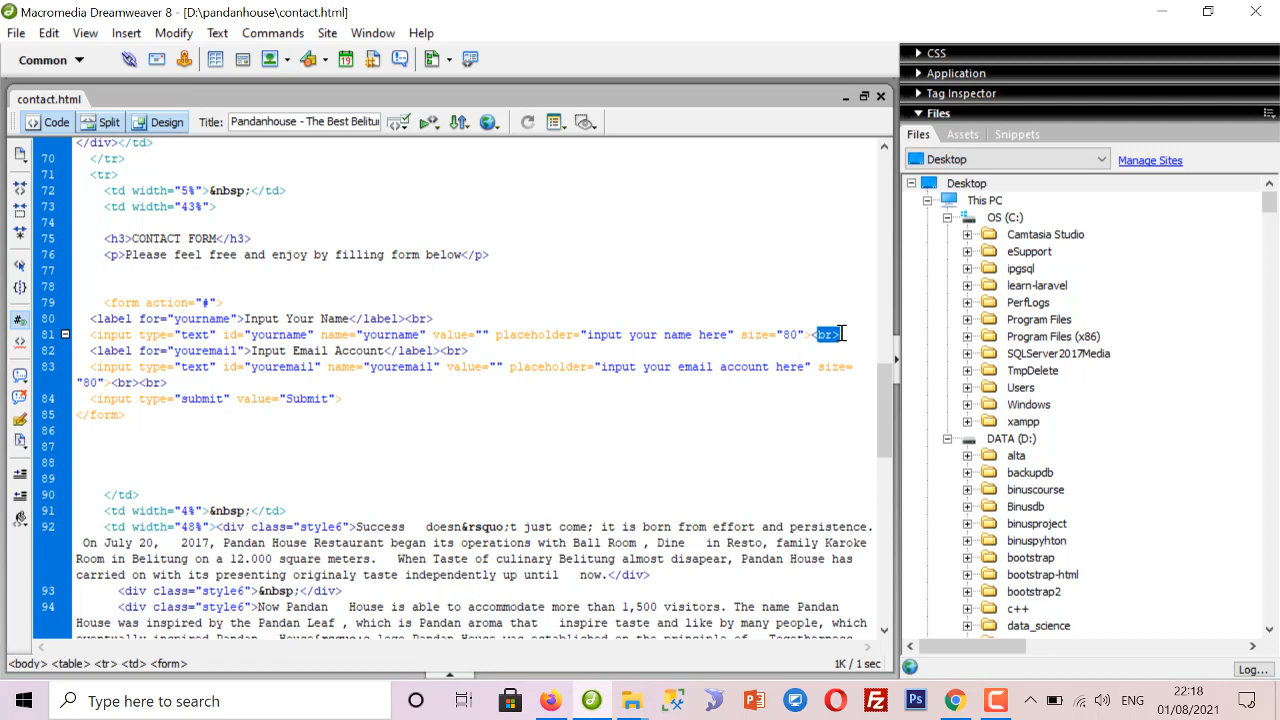 Macromedia Dreamweaver 8 - [D:\pandanhouse\contact.html]
File Edit View Insert Modify Text Commands Site Window Help
Common
contact.html
Code Split Design Title: Pandanhouse - The Best Belitu
</div></td>
70 </tr>
71 <tr>
72 <td width="5%">&nbsp;</td>
73 <td width="43%">
74
75 <h3>CONTACT FORM</h3>
76 <p>Please feel free and enjoy by filling form below</p>
77
78
79 <form action="#">
80 <label for="yourname">Input Your Name</label><br>
81 <input type="text" id="yourname" name="yourname" value="" placeholder="input your name here" size="80"><br>
82 <label for="youremail">Input Email Account</label><br>
83 <input type="text" id="youremail" name="youremail" value="" placeholder="input your email account here" size=
"80"><br><br>
84 <input type="submit" value="Submit">
85 </form>
86
87
88
89
90 </td>
91 <td width="4%">&nbsp;</td>
92 <td width="48%"><div class="style6">Success doesn&rsquo;t just come; it is born from effort and persistence.
On July 20, 2017, Pandan House Restaurant began its operations with Ball Room , Dine in Resto, family Karoke
Room in Belitung on a 12.000 square meters. When Taste of culinary Belitung almost disapear, Pandan House has
carried on with its presenting originaly taste independently up until now.</div>
93 <div class="style6">&nbsp;</div>
94 <div class="style6">Now Pandan House is able to accommodate more than 1,500 visitors. The name Pandan
House was inspired by the Pandan Leaf , which is Pandan aroma that inspire taste and like by many people, which
eventually inspired Pandan House&rsquo;s logo Pandan House was established on the principle of Togetherness
<body> <table> <tr> <td> <form>
1K / 1 sec
CSS
Application
Tag Inspector
Files
Files Assets Snippets
Desktop Manage Sites
Desktop
This PC
OS (C:)
Camtasia Studio
eSupport
ipgsql
learn-laravel
PerfLogs
Program Files
Program Files (x86)
SQLServer2017Media
TmpDelete
Users
Windows
xampp
DATA (D:)
alta
backupdb
binuscourse
Binusdb
binusproject
binuspyhton
bootstrap
bootstrap-html
bootstrap2
c++
data_science
Log...
Type here to search
ENG
22:18
01/08/2021